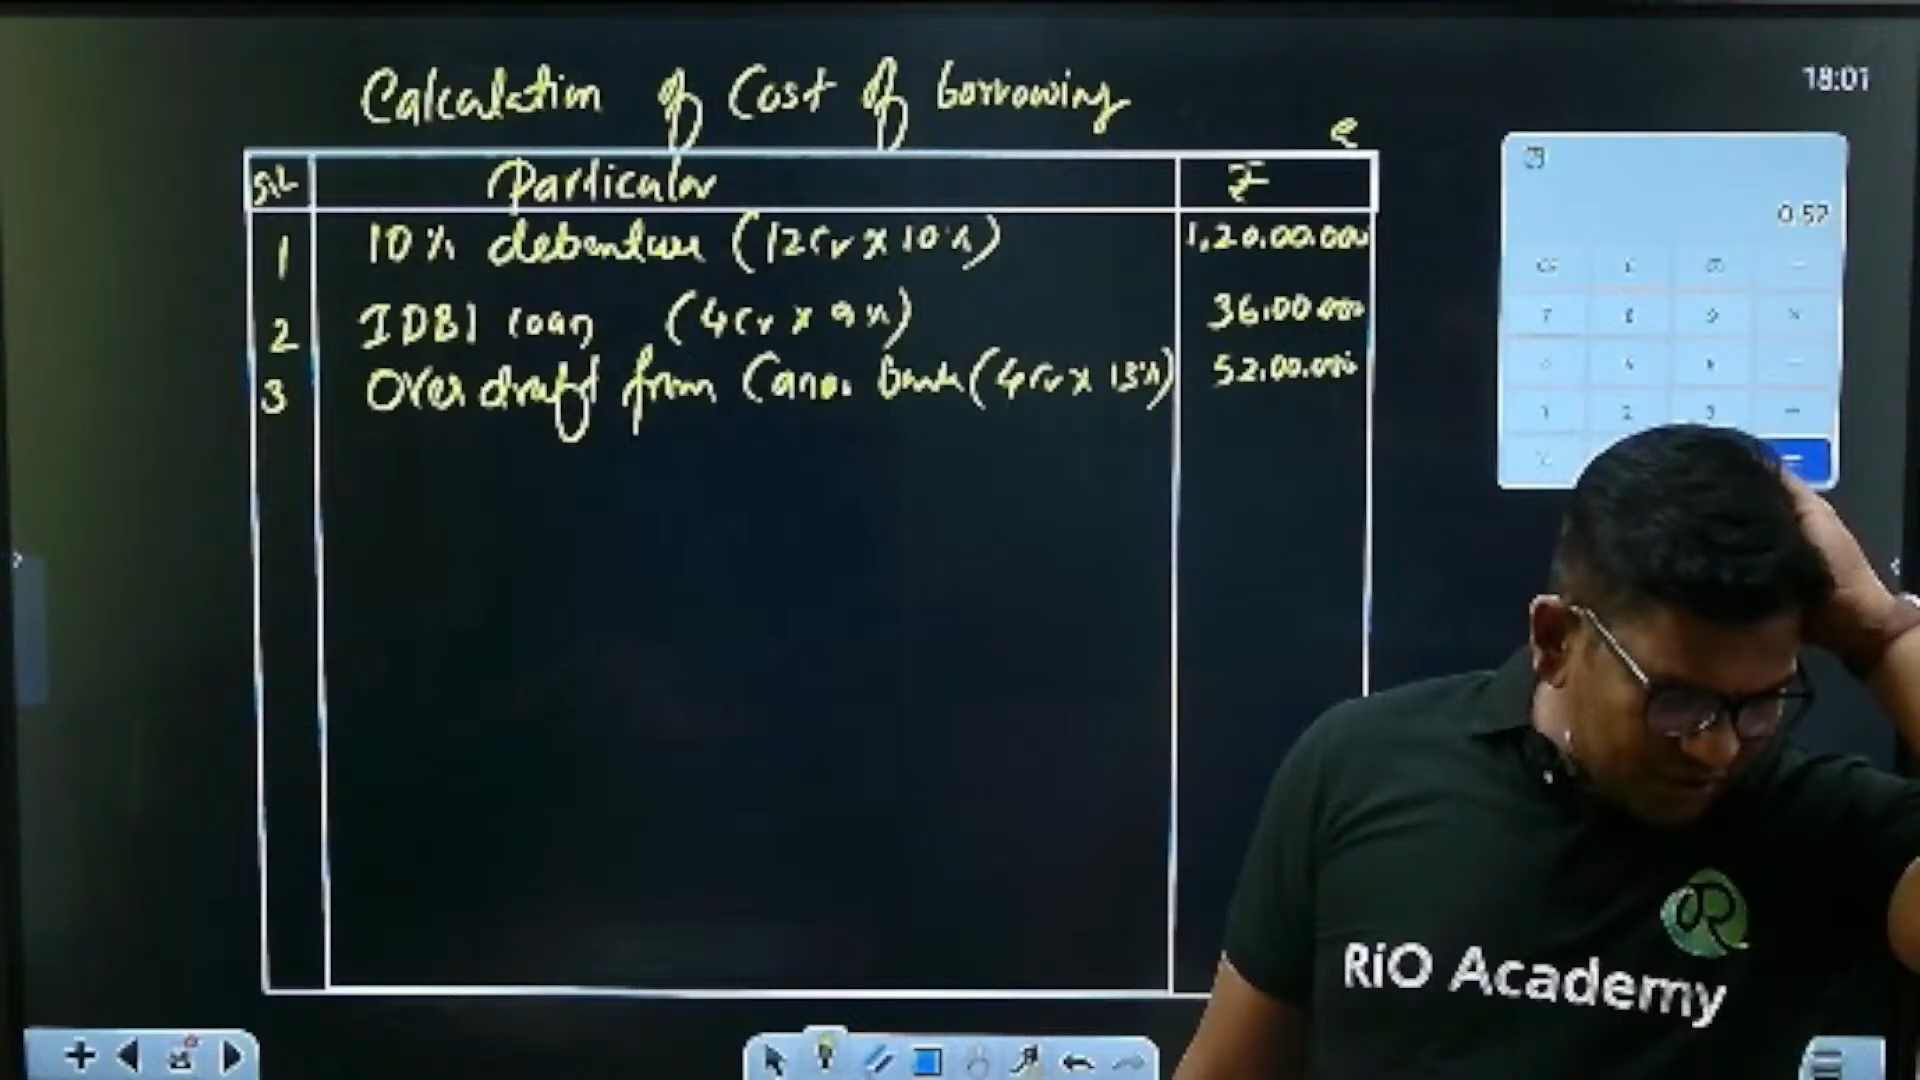 Calculation of Cost of borrowing
18:01
Particular ₹
0.52
1 10% debenture (12Cr x 10%) 1,20,00,000
2 IDBI loan (4Cr x 9%) 36,00,000
3 Over draft from Cana. bank (4Cr x 13%) 52,00,000
RiO Academy